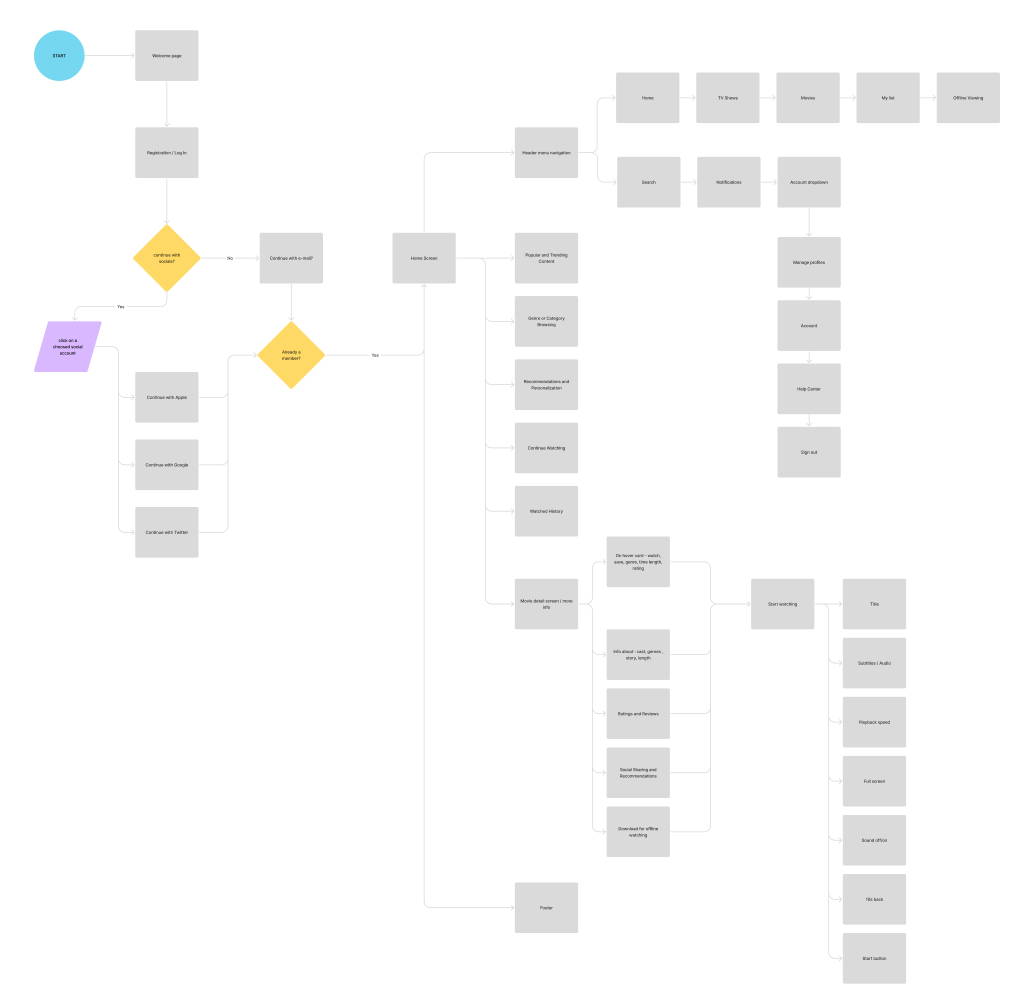 START
Welcome page
Registration / Log In
continue with
socials?
No
Continue with e-mail?
Yes
click on a
choosed social
account
Continue with Apple
Continue with Google
Continue with Twitter
Already a
member?
Yes
Home Screen
Header menu navigation
Home
TV Shows
Movies
My list
Offline Viewing
Search
Notifications
Account dropdown
Manage profiles
Account
Help Center
Sign out
Popular and Trending
Content
Genre or Category
Browsing
Recommendations and
Personalization
Continue Watching
Watched History
Movie detail screen / more
info
On hover card - watch,
save, genre, time length,
rating
Info about : cast, genres ,
story, length
Ratings and Reviews
Social Sharing and
Recommendations
Download for offline
watching
Start watching
Title
Subtitles / Audio
Playback speed
Full screen
Sound off/on
10s back
Start button
Footer